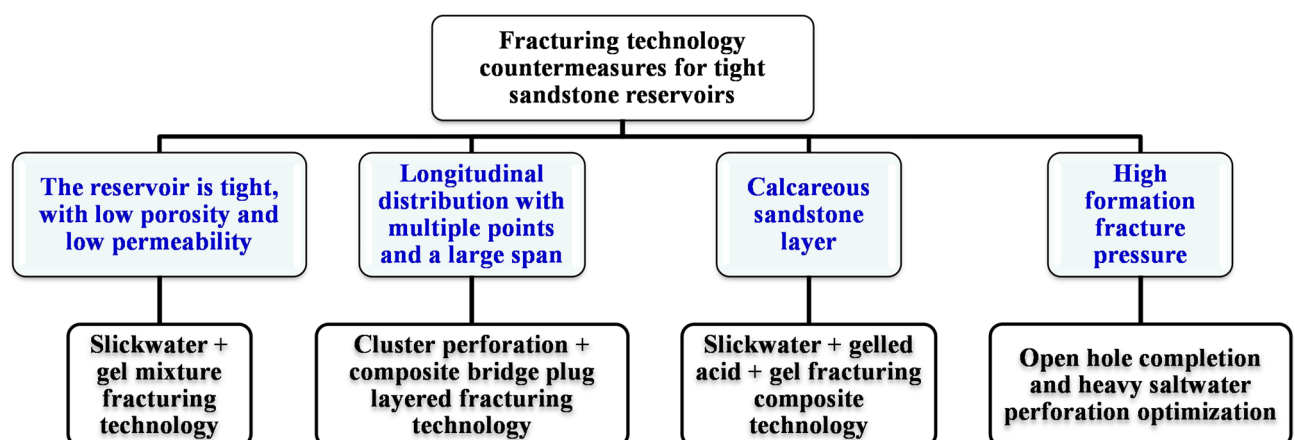 Fracturing technology
countermeasures for tight
sandstone reservoirs
The reservoir is tight,
with low porosity and
low permeability
Longitudinal
distribution with
multiple points
and a large span
Calcareous
sandstone
layer
High
formation
fracture
pressure
Slickwater +
gel mixture
fracturing
technology
Cluster perforation +
composite bridge plug
layered fracturing
technology
Slickwater + gelled
acid + gel fracturing
composite
technology
Open hole completion
and heavy saltwater
perforation optimization